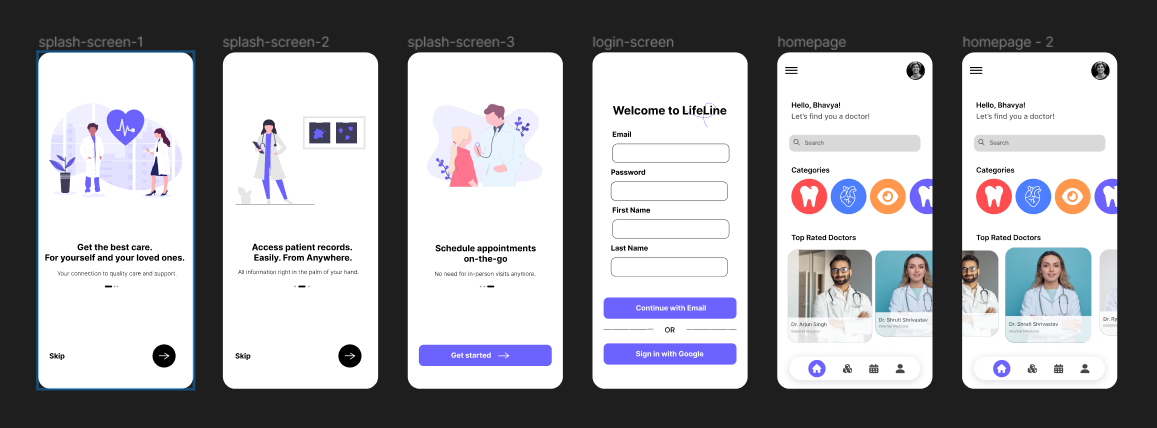 splash-screen-1
Get the best care.
For yourself and your loved ones.
Your connection to quality care and support.
Skip
splash-screen-2
Access patient records.
Easily. From Anywhere.
All information right in the palm of your hand.
Skip
splash-screen-3
Schedule appointments
on-the-go
No need for in-person visits anymore.
Get started
login-screen
Welcome to LifeLine
Email
Password
First Name
Last Name
Continue with Email
OR
Sign in with Google
homepage
Hello, Bhavya!
Let's find you a doctor!
Search
Categories
Top Rated Doctors
Dr. Arjun Singh
Dr. Shruti Shrivastav
Internal Medicine
homepage - 2
Hello, Bhavya!
Let's find you a doctor!
Search
Categories
Top Rated Doctors
Dr. Shruti Shrivastav
Internal Medicine